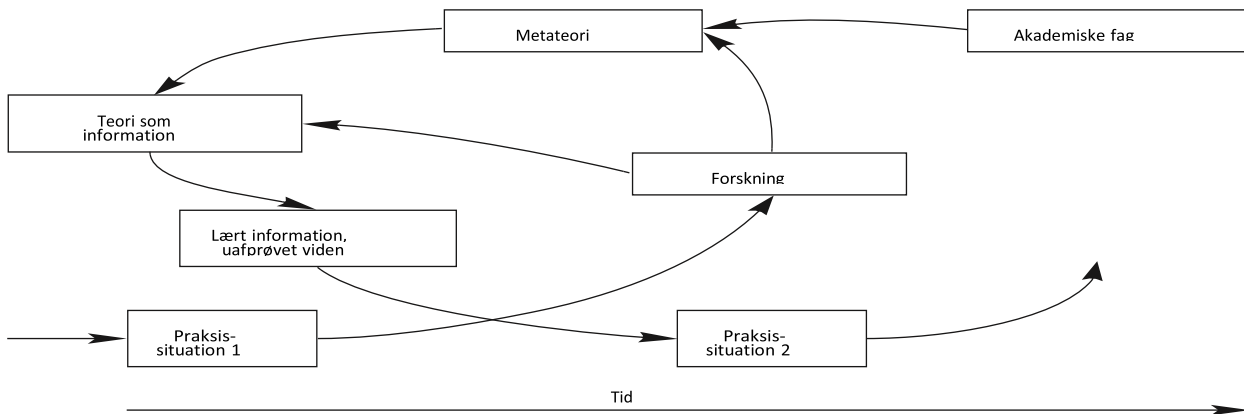 Metateori
Akademiske fag
Teori som
information
Forskning
Lært information,
uafprøvet viden
Praksis-
situation 1
Praksis-
situation 2
Tid